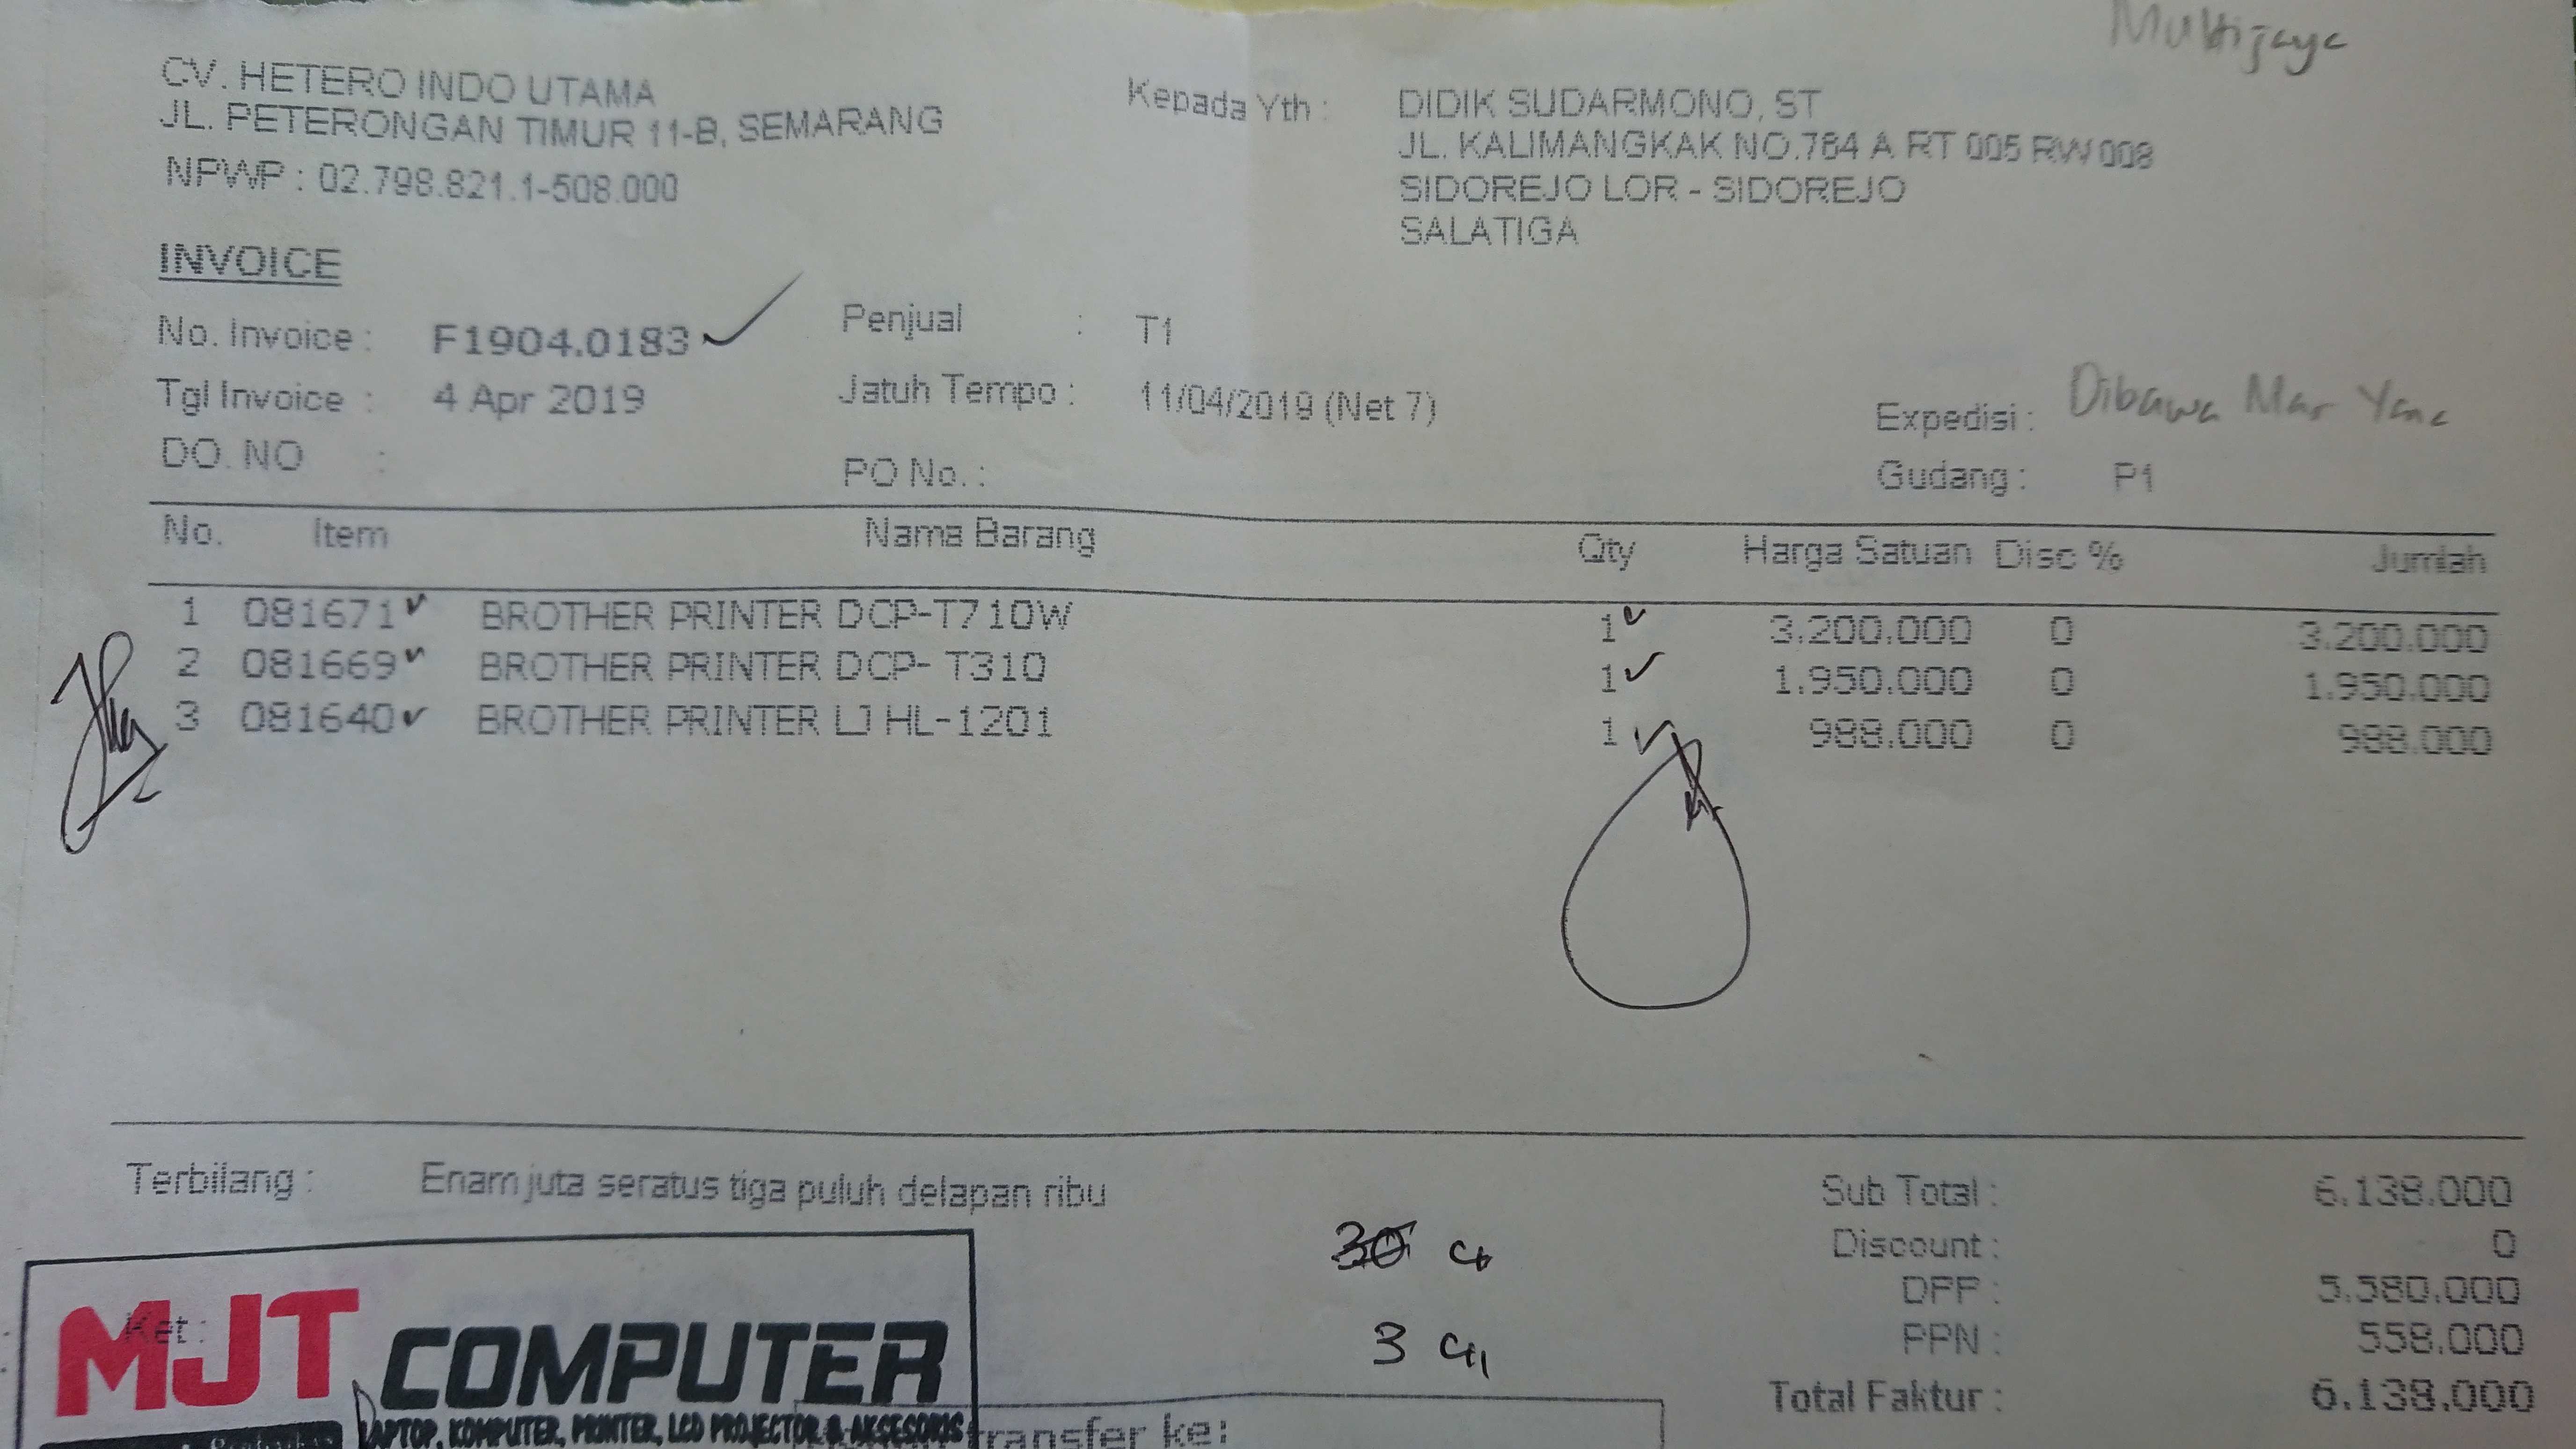 Multijaya
CV. HETERO INDO UTAMA
JL. PETERONGAN TIMUR 11-B, SEMARANG
NPWP : 02.798.821.1-508.000
Kepada Yth : DIDIK SUDARMONO, ST
JL. KALIMANGKAK NO.764 A RT 005 RW 008
SIDOREJO LOR - SIDOREJO
SALATIGA
INVOICE
No. Invoice : F1904.0183 Penjual : T1
Tgl Invoice : 4 Apr 2019 Jatuh Tempo : 11/04/2019 (Net 7) Expedisi : Dibawa Mas
DO. NO : PO No. : Gudang : P1
No. Item Nama Barang Qty Harga Satuan Disc % Jumlah
1 081671 BROTHER PRINTER DCP-T710W 1 3.200.000 0 3.200.000
2 081669 BROTHER PRINTER DCP- T310 1 1.950.000 0 1.950.000
3 081640 BROTHER PRINTER LJ HL-1201 1 988.000 0 988.000
Terbilang : Enam juta seratus tiga puluh delapan ribu Sub Total : 6.138.000
Discount : 0
DPP : 5.580.000
PPN : 558.000
Total Faktur : 6.138.000
30
3
Ket :
MJT COMPUTER
LAPTOP, KOMPUTER, PRINTER, LCD PROJECTOR & AKSESORIS
transfer ke: